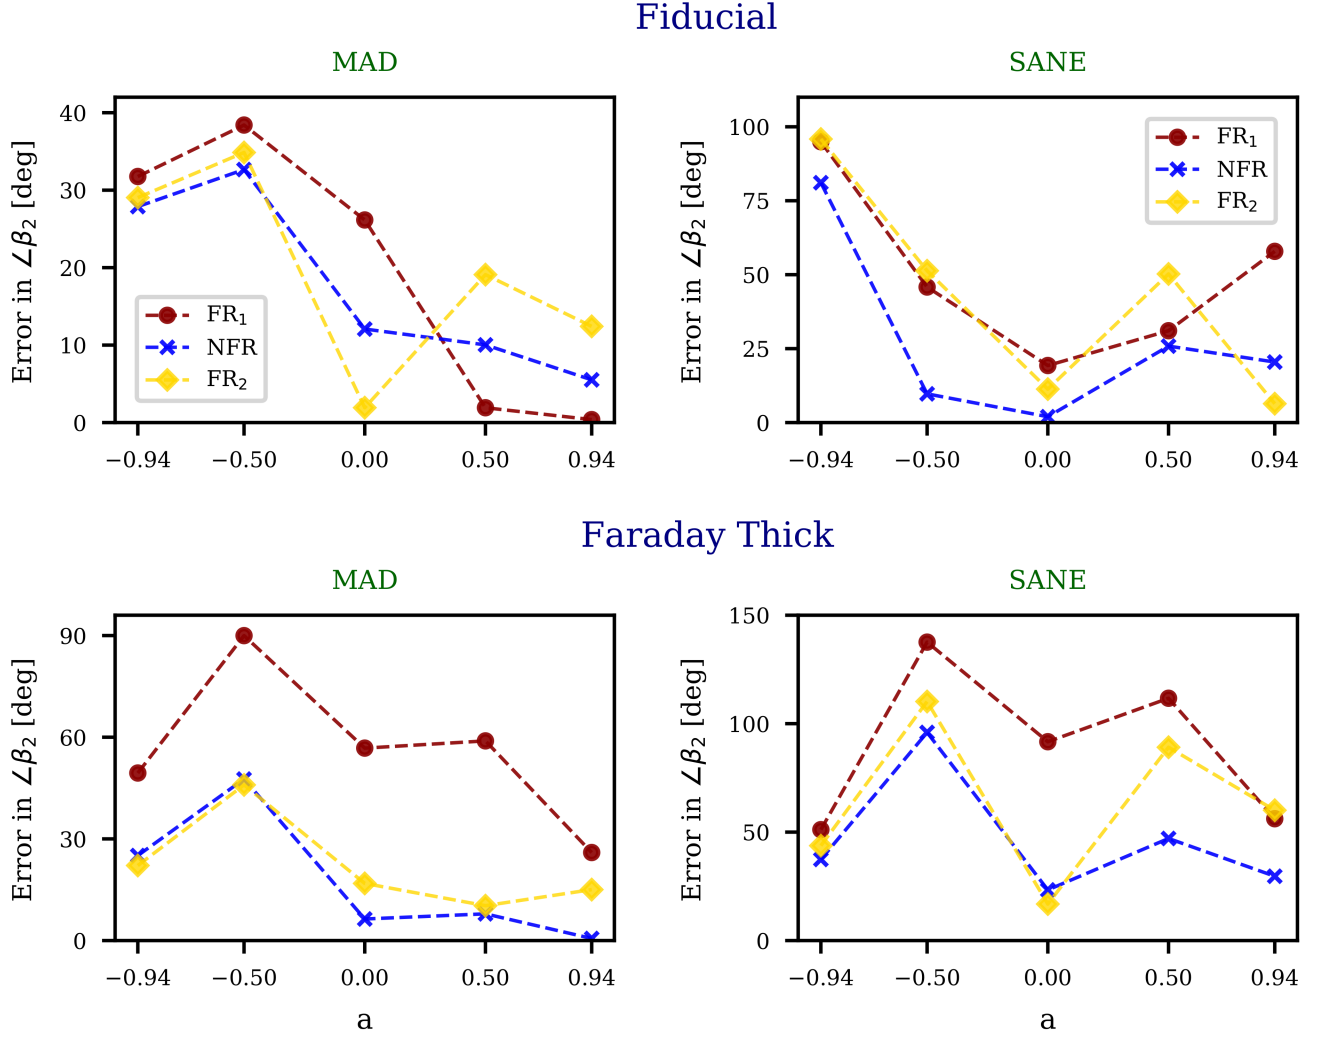 Fiducial
MAD
SANE
Error in ∠β₂ [deg]
40
30
20
10
0
−0.94 −0.50 0.00 0.50 0.94
FR₁
NFR
FR₂
Error in ∠β₂ [deg]
100
75
50
25
0
−0.94 −0.50 0.00 0.50 0.94
FR₁
NFR
FR₂
Faraday Thick
MAD
SANE
Error in ∠β₂ [deg]
90
60
30
0
−0.94 −0.50 0.00 0.50 0.94
a
Error in ∠β₂ [deg]
150
100
50
0
−0.94 −0.50 0.00 0.50 0.94
a